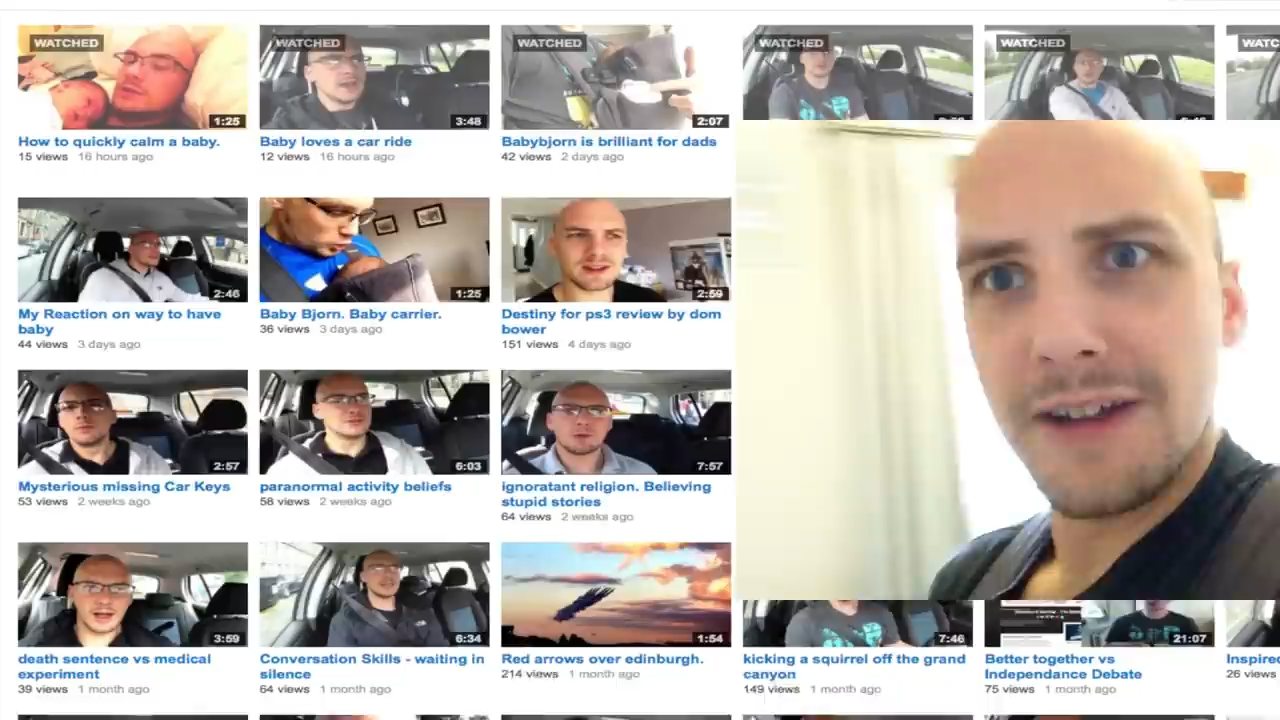 WATCHED
WATCHED
WATCHED
WATCHED
WATCHED
1:25
3:48
2:07
How to quickly calm a baby.
Baby loves a car ride
Babybjorn is brilliant for dads
15 views 16 hours ago
12 views 16 hours ago
42 views 2 days ago
2:46
1:25
2:59
My Reaction on way to have
baby
Baby Bjorn. Baby carrier.
Destiny for ps3 review by dom
bower
44 views 3 days ago
36 views 3 days ago
151 views 4 days ago
2:57
6:03
7:57
Mysterious missing Car Keys
paranormal activity beliefs
ignoratant religion. Believing
stupid stories
53 views 2 weeks ago
58 views 2 weeks ago
64 views 2 weeks ago
3:59
6:34
1:54
7:46
21:07
death sentence vs medical
experiment
Conversation Skills - waiting in
silence
Red arrows over edinburgh.
kicking a squirrel off the grand
canyon
Better together vs
Independance Debate
39 views 1 month ago
64 views 1 month ago
214 views 1 month ago
149 views 1 month ago
75 views 1 month ago
26 views